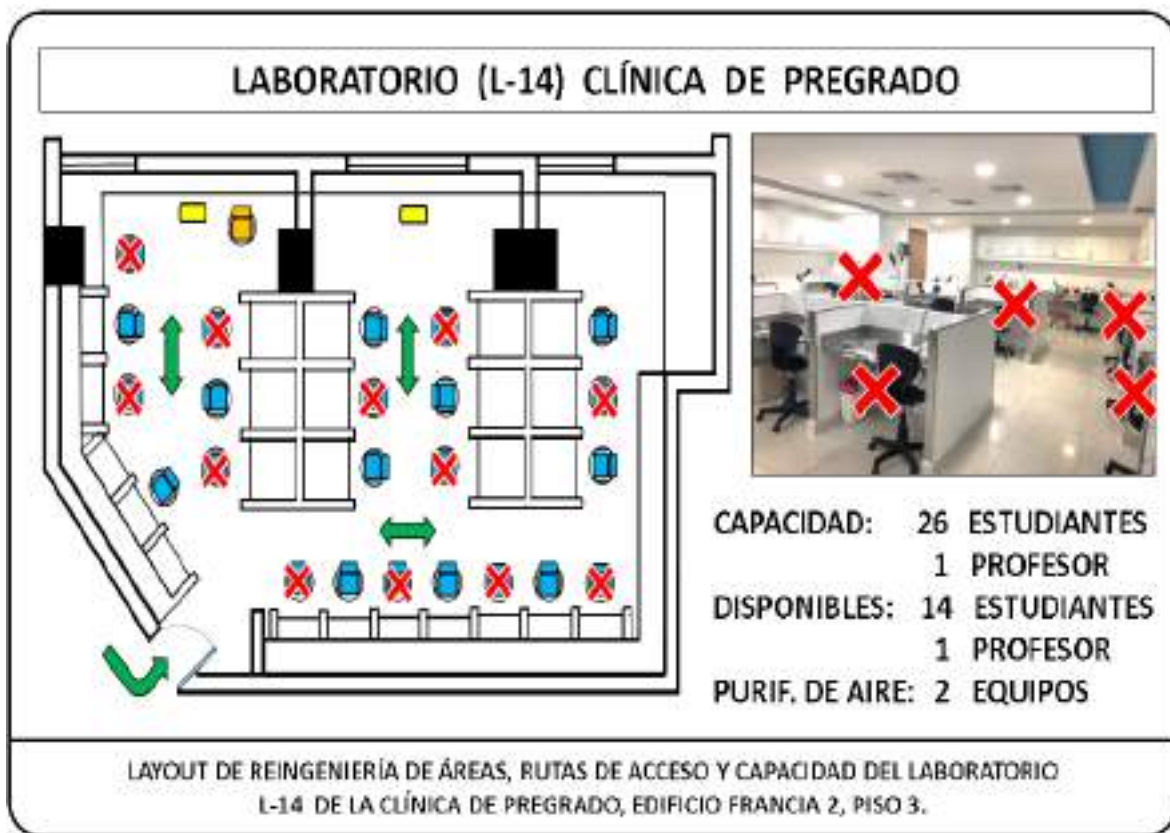 LABORATORIO (L-14) CLÍNICA DE PREGRADO
CAPACIDAD: 26 ESTUDIANTES
1 PROFESOR
DISPONIBLES: 14 ESTUDIANTES
1 PROFESOR
PURIF. DE AIRE: 2 EQUIPOS
LAYOUT DE REINGENIERÍA DE ÁREAS, RUTAS DE ACCESO Y CAPACIDAD DEL LABORATORIO
L-14 DE LA CLÍNICA DE PREGRADO, EDIFICIO FRANCIA 2, PISO 3.